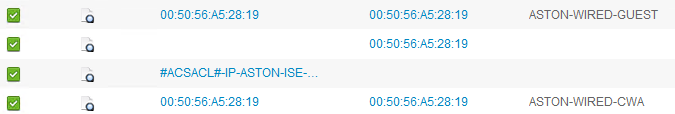 00:50:56:A5:28:19 00:50:56:A5:28:19 ASTON-WIRED-GUEST
00:50:56:A5:28:19
#ACSACL#-IP-ASTON-ISE-...
00:50:56:A5:28:19 00:50:56:A5:28:19 ASTON-WIRED-CWA